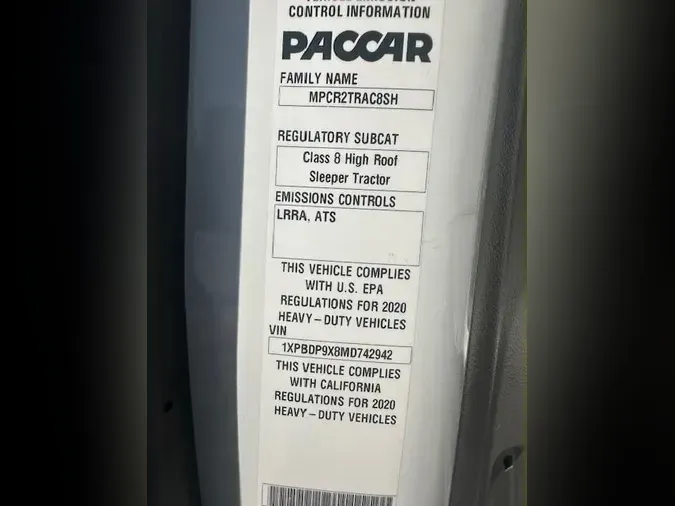 VEHICLE EMISSION
CONTROL INFORMATION
PACCAR
FAMILY NAME
MPCR2TRAC8SH
REGULATORY SUBCAT
Class 8 High Roof
Sleeper Tractor
EMISSIONS CONTROLS
LRRA, ATS
THIS VEHICLE COMPLIES
WITH U.S. EPA
REGULATIONS FOR 2020
HEAVY–DUTY VEHICLES
VIN
1XPBDP9X8MD742942
THIS VEHICLE COMPLIES
WITH CALIFORNIA
REGULATIONS FOR 2020
HEAVY–DUTY VEHICLES